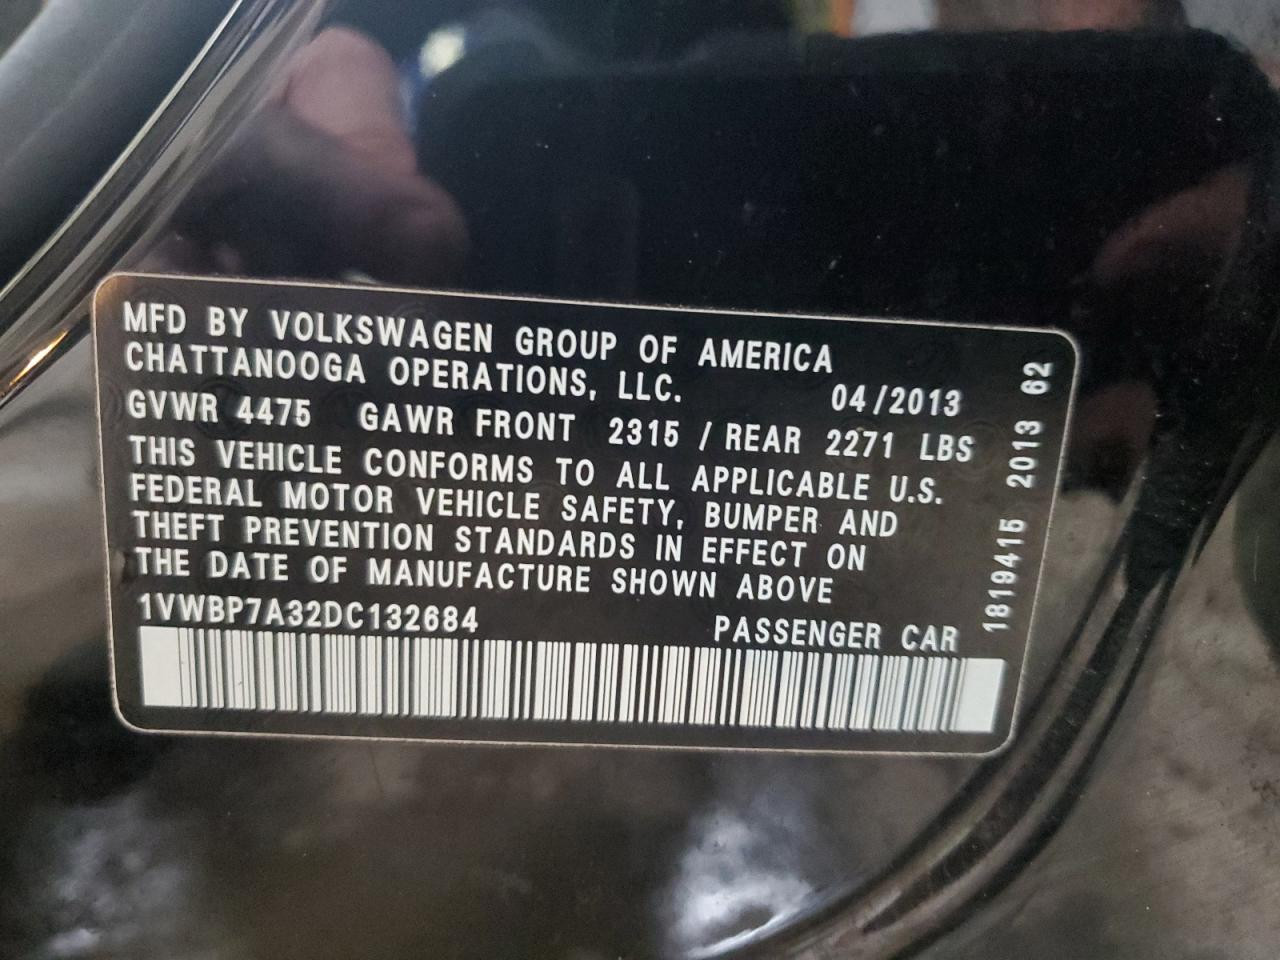 MFD BY VOLKSWAGEN GROUP OF AMERICA
CHATTANOOGA OPERATIONS, LLC. 04/2013
GVWR 4475 GAWR FRONT 2315 / REAR 2271 LBS
THIS VEHICLE CONFORMS TO ALL APPLICABLE U.S.
FEDERAL MOTOR VEHICLE SAFETY, BUMPER AND
THEFT PREVENTION STANDARDS IN EFFECT ON
THE DATE OF MANUFACTURE SHOWN ABOVE
1VWBP7A32DC132684 PASSENGER CAR
1819415 2013 62